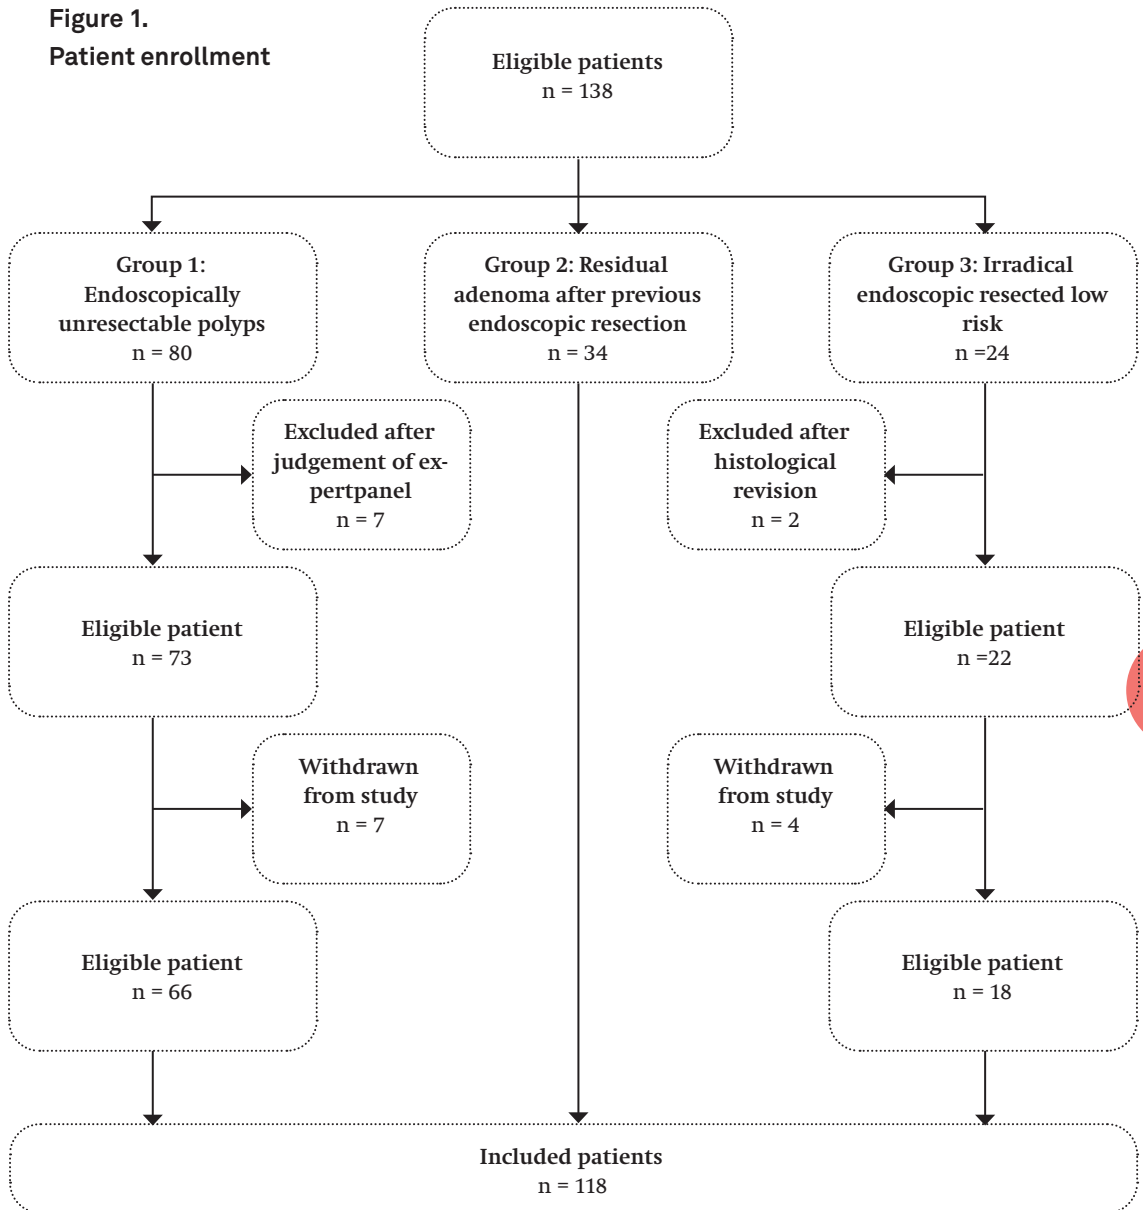 Figure 1.
Patient enrollment
Eligible patients
n = 138
Group 1:
Endoscopically
unresectable polyps
n = 80
Group 2: Residual
adenoma after previous
endoscopic resection
n = 34
Group 3: Irradical
endoscopic resected low
risk
n =24
Excluded after
judgement of ex-
pertpanel
n = 7
Excluded after
histological
revision
n = 2
Eligible patient
n = 73
Eligible patient
n =22
Withdrawn
from study
n = 7
Withdrawn
from study
n = 4
Eligible patient
n = 66
Eligible patient
n = 18
Included patients
n = 118